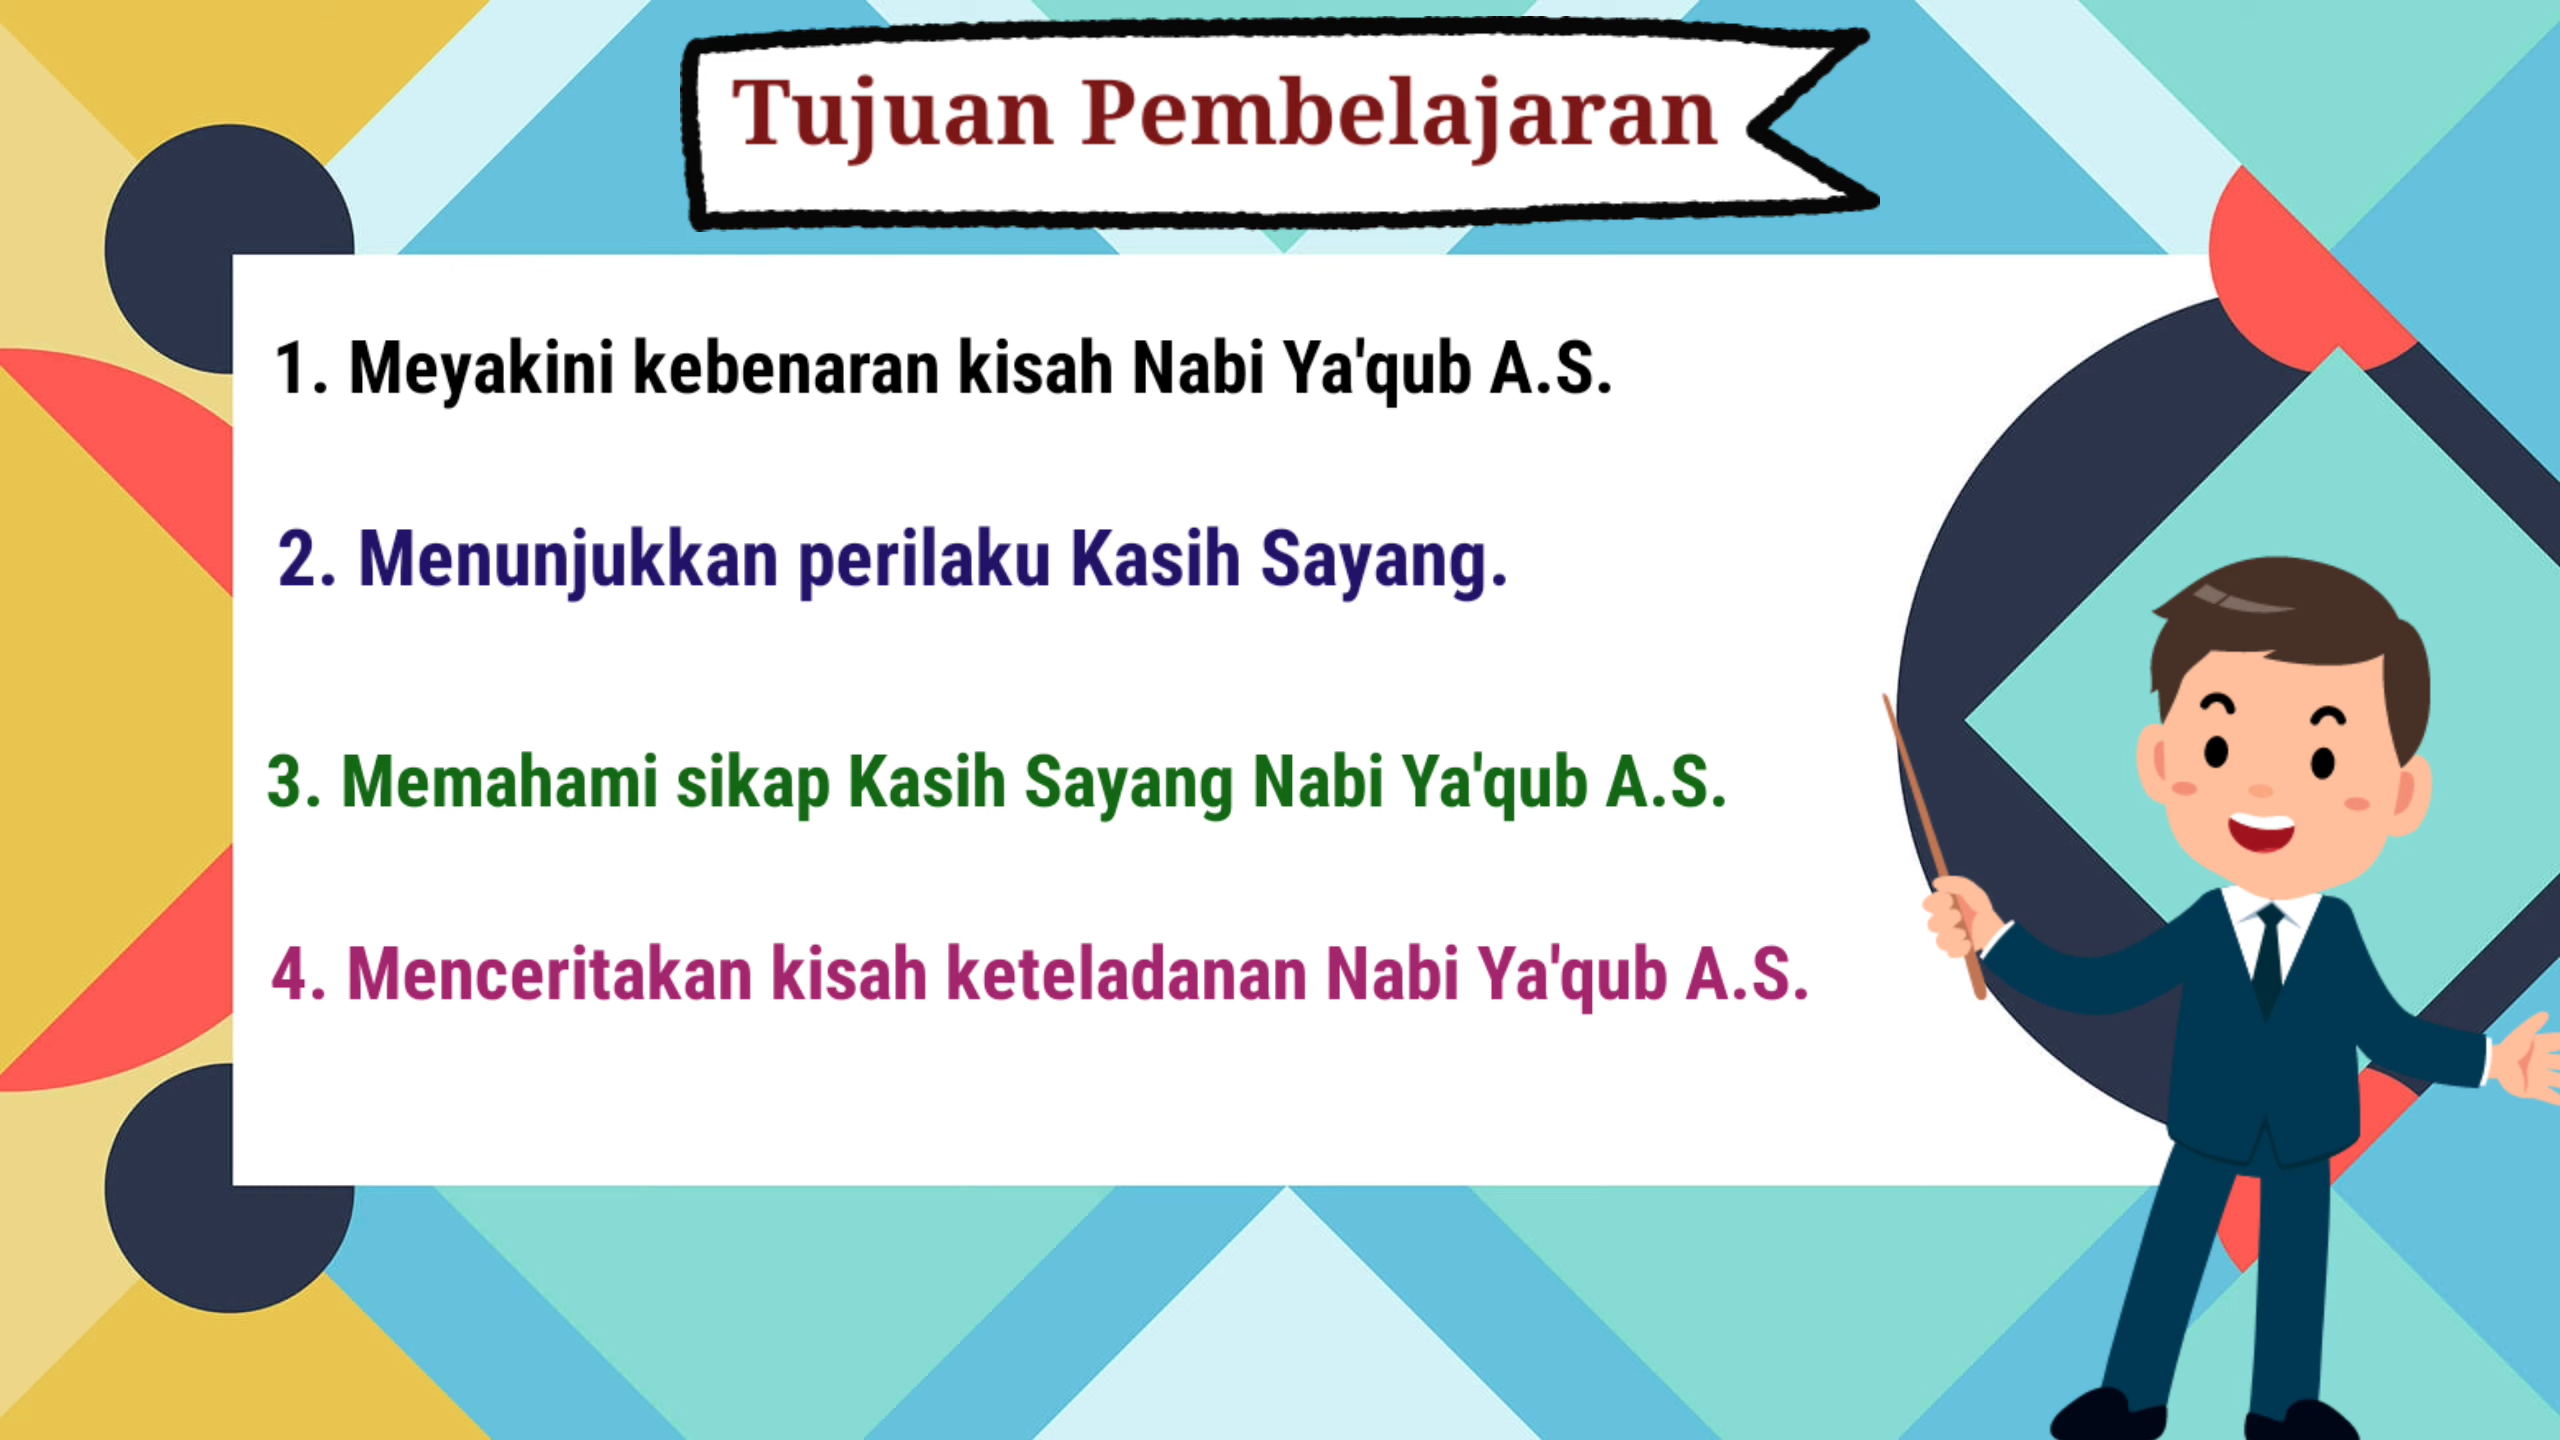 Tujuan Pembelajaran
1. Meyakini kebenaran kisah Nabi Ya'qub A.S.
2. Menunjukkan perilaku Kasih Sayang.
3. Memahami sikap Kasih Sayang Nabi Ya'qub A.S.
4. Menceritakan kisah keteladanan Nabi Ya'qub A.S.